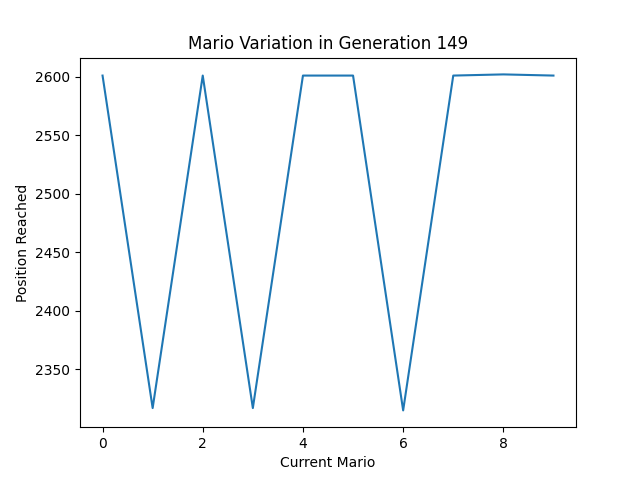 Mario Variation in Generation 149
Position Reached
2600
2550
2500
2450
2400
2350
0 2 4 6 8
Current Mario